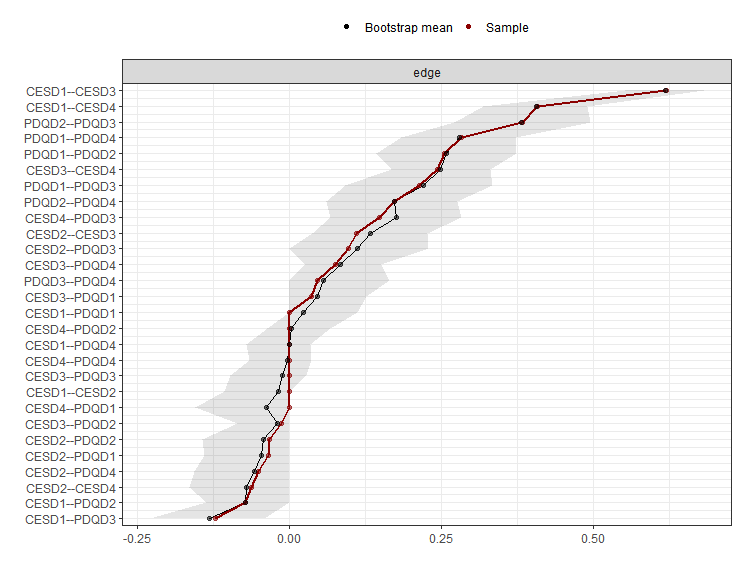 Bootstrap mean Sample
edge
CESD1--CESD3
CESD1--CESD4
PDQD2--PDQD3
PDQD1--PDQD4
PDQD1--PDQD2
CESD3--CESD4
PDQD1--PDQD3
PDQD2--PDQD4
CESD4--PDQD3
CESD2--CESD3
CESD2--PDQD3
CESD3--PDQD4
PDQD3--PDQD4
CESD3--PDQD1
CESD1--PDQD1
CESD4--PDQD2
CESD1--PDQD4
CESD4--PDQD4
CESD3--PDQD3
CESD1--CESD2
CESD4--PDQD1
CESD3--PDQD2
CESD2--PDQD2
CESD2--PDQD1
CESD2--PDQD4
CESD2--CESD4
CESD1--PDQD2
CESD1--PDQD3
-0.25 0.00 0.25 0.50